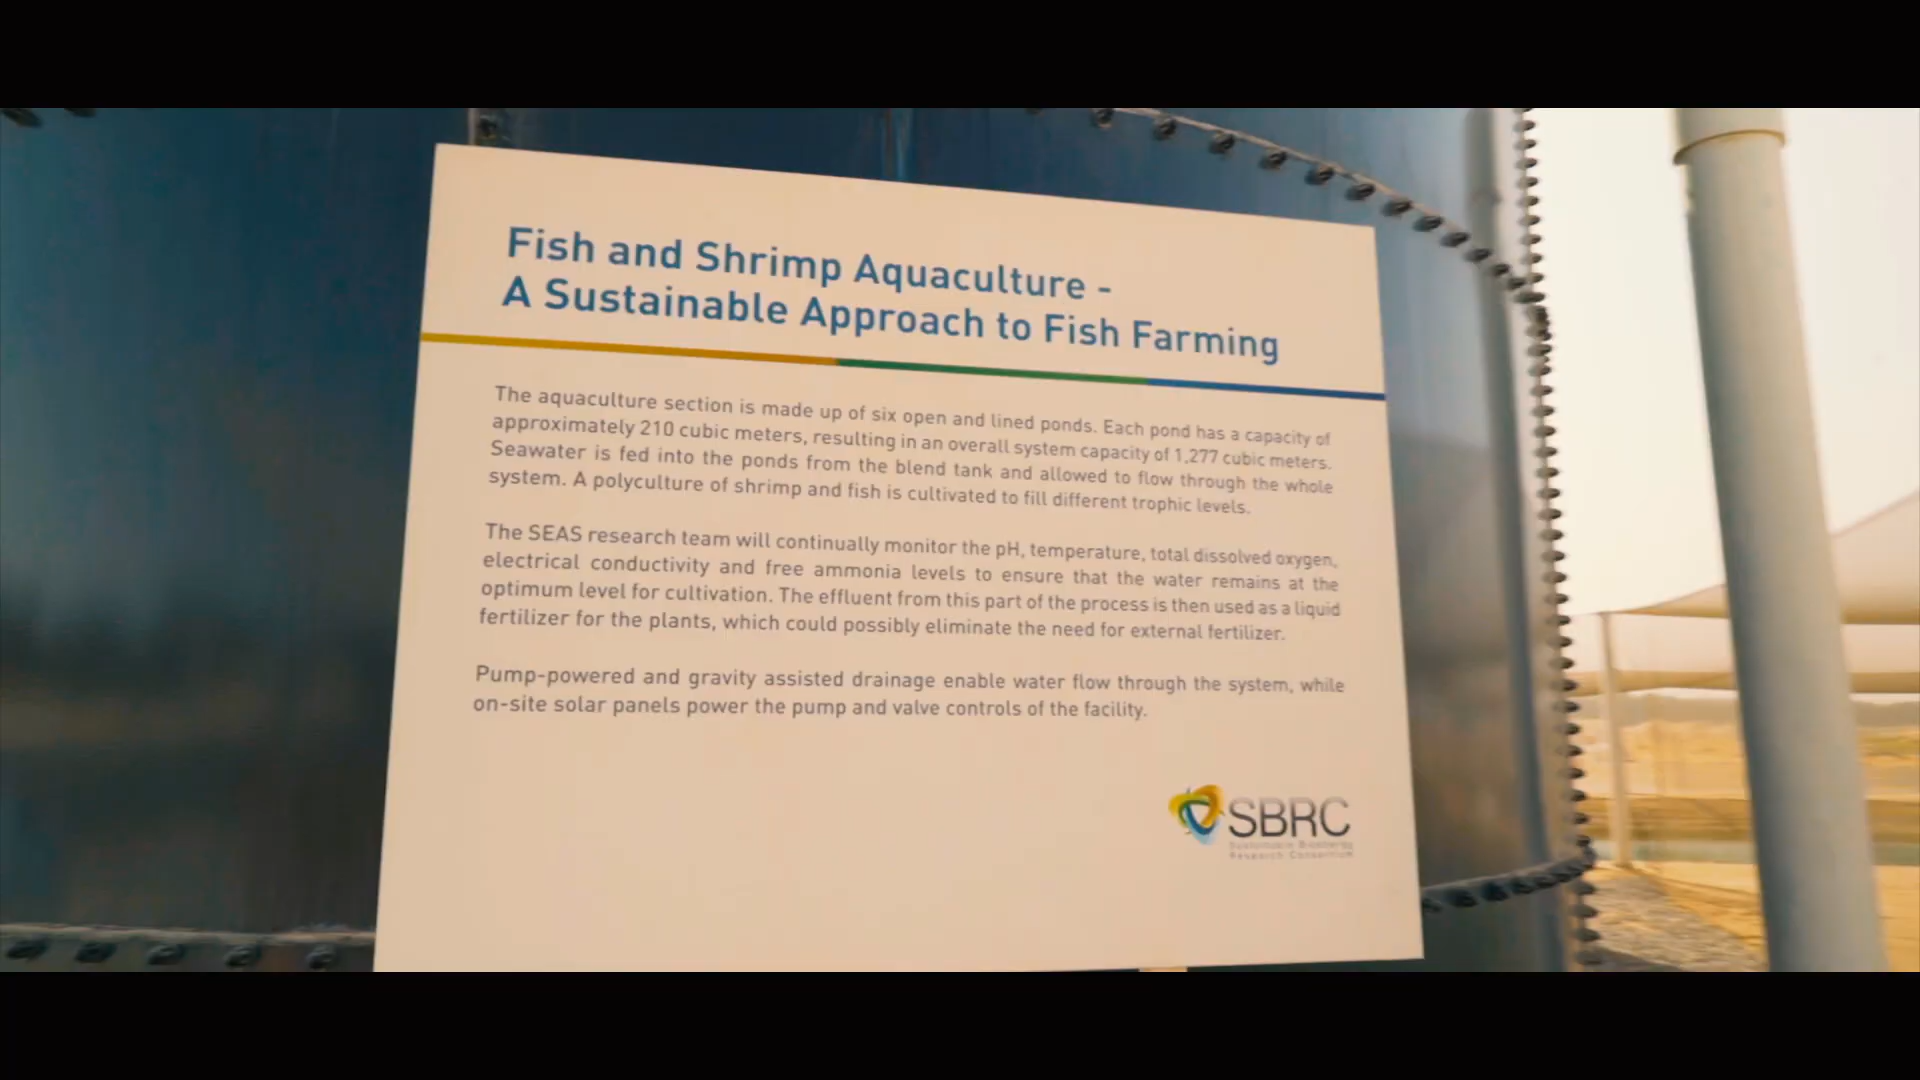 Fish and Shrimp Aquaculture -
A Sustainable Approach to Fish Farming
The aquaculture section is made up of six open and lined ponds. Each pond has a capacity of
approximately 210 cubic meters, resulting in an overall system capacity of 1,277 cubic meters.
Seawater is fed into the ponds from the blend tank and allowed to flow through the whole
system. A polyculture of shrimp and fish is cultivated to fill different trophic levels.
The SEAS research team will continually monitor the pH, temperature, total dissolved oxygen,
electrical conductivity and free ammonia levels to ensure that the water remains at the
optimum level for cultivation. The effluent from this part of the process is then used as a liquid
fertilizer for the plants, which could possibly eliminate the need for external fertilizer.
Pump-powered and gravity assisted drainage enable water flow through the system, while
on-site solar panels power the pump and valve controls of the facility.
SBRC
Sustainable Bioenergy
Research Consortium